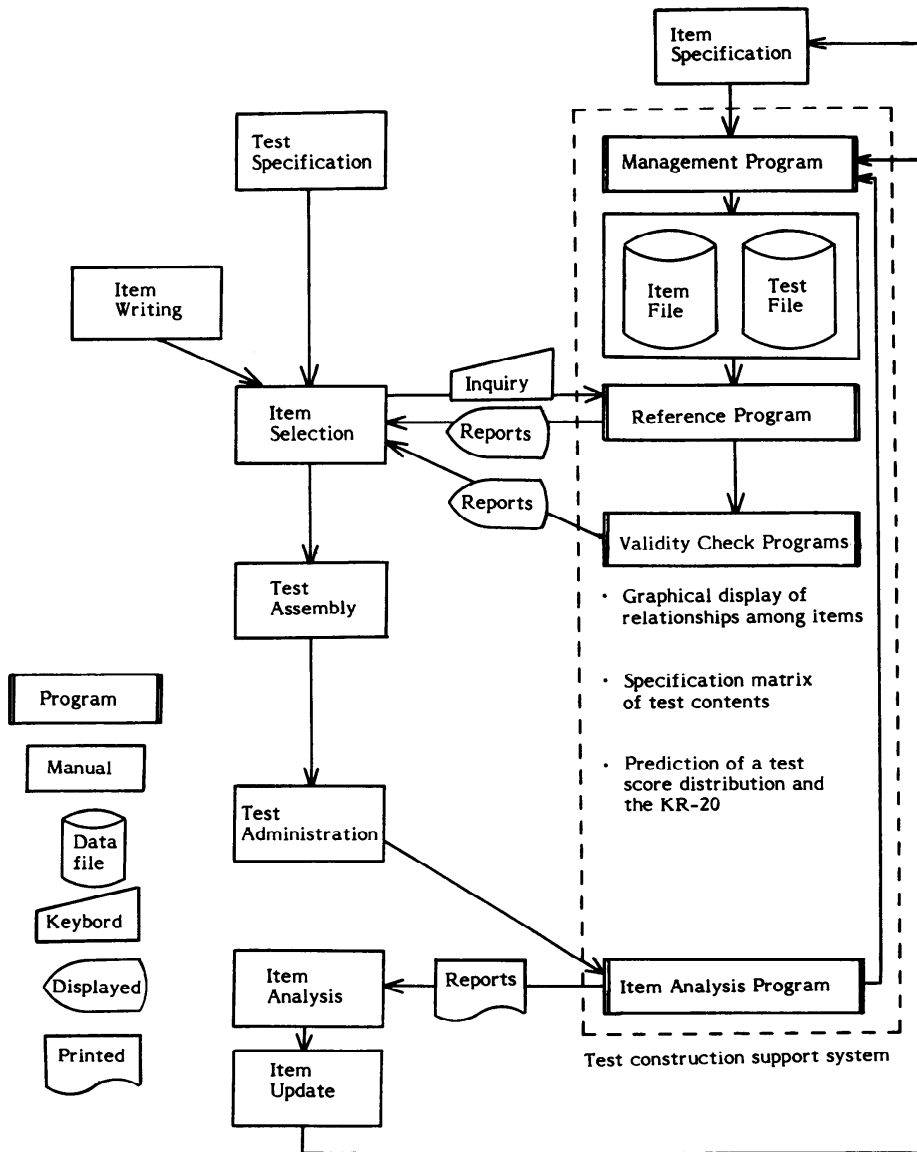 Item
Specification
Test
Specification
Management Program
Item
Writing
Item
File
Test
File
Inquiry
Item
Selection
Reports
Reference Program
Reports
Validity Check Programs
Test
Assembly
· Graphical display of
relationships among items
· Specification matrix
of test contents
· Prediction of a test
score distribution and
the KR-20
Program
Manual
Data
file
Keybord
Displayed
Printed
Test
Administration
Item
Analysis
Reports
Item Analysis Program
Test construction support system
Item
Update